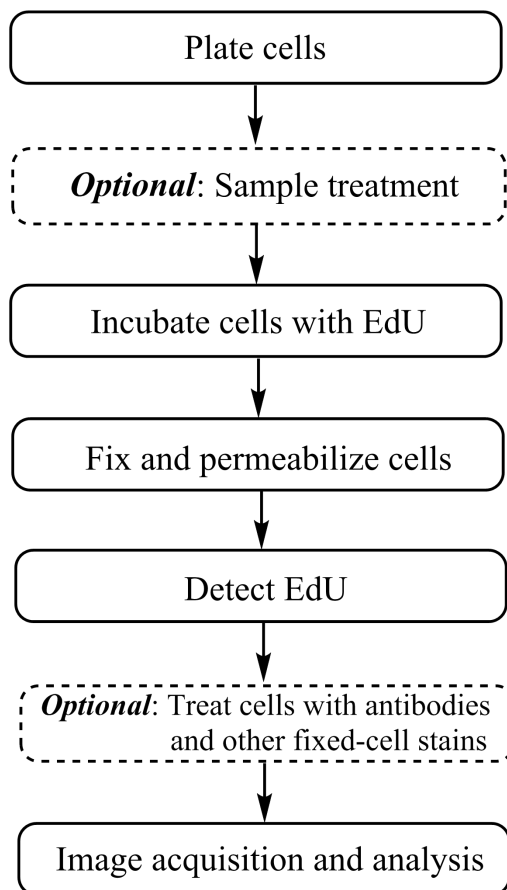 Plate cells
Optional: Sample treatment
Incubate cells with EdU
Fix and permeabilize cells
Detect EdU
Optional: Treat cells with antibodies
and other fixed-cell stains
Image acquisition and analysis